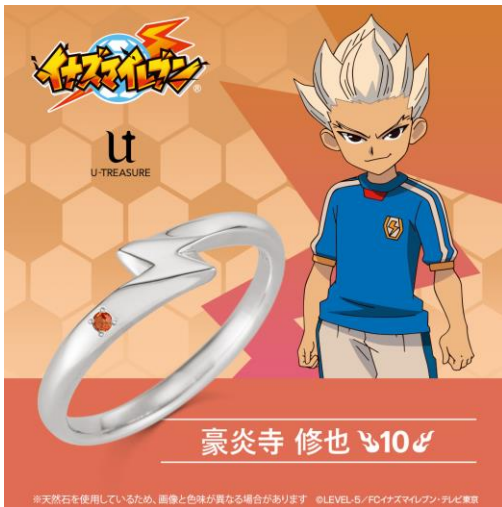 イナズマイレブン®
u
U-TREASURE
豪炎寺 修也 10
※天然石を使用しているため、画像と色味が異なる場合があります ©LEVEL-5/FCイナズマイレブン・テレビ東京